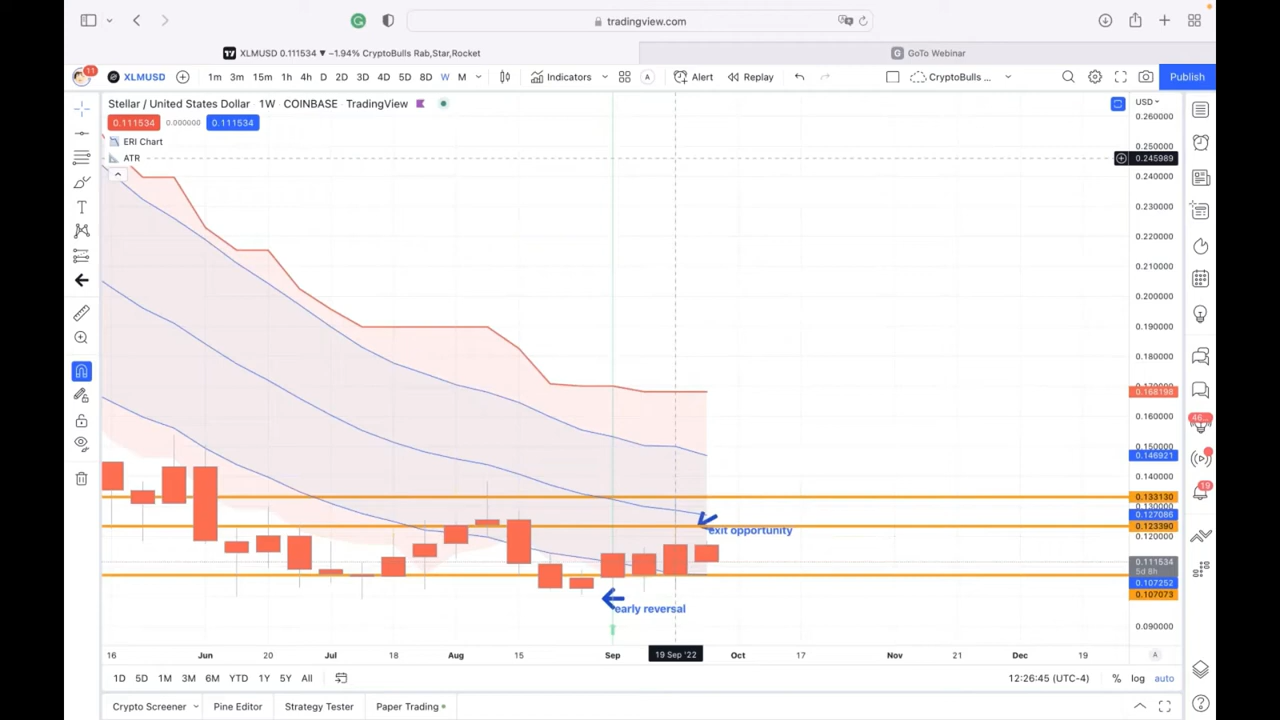 tradingview.com
XLMUSD 0.111534 ▼ −1.94% CryptoBulls Rab,Star,Rocket
GoTo Webinar
11
XLMUSD
1m 3m 15m 1h 4h D 2D 3D 4D 5D 8D W M
Indicators
A
Alert
Replay
CryptoBulls ...
Publish
Stellar / United States Dollar · 1W · COINBASE · TradingView
USD
0.111534 0.000000 0.111534
ERI Chart
ATR
0.260000
0.250000
0.245989
0.240000
0.230000
0.220000
0.210000
0.200000
0.190000
0.180000
0.168198
0.160000
0.150000
0.146921
0.140000
0.133130
0.130000
0.127086
0.123390
0.120000
0.111534
5d 8h
0.107252
0.107073
0.090000
exit opportunity
early reversal
16 Jun 20 Jul 18 Aug 15 Sep 19 Sep '22 Oct 17 Nov 21 Dec 19
A
1D 5D 1M 3M 6M YTD 1Y 5Y All
12:26:45 (UTC-4)
% log auto
Crypto Screener
Pine Editor
Strategy Tester
Paper Trading
46
19